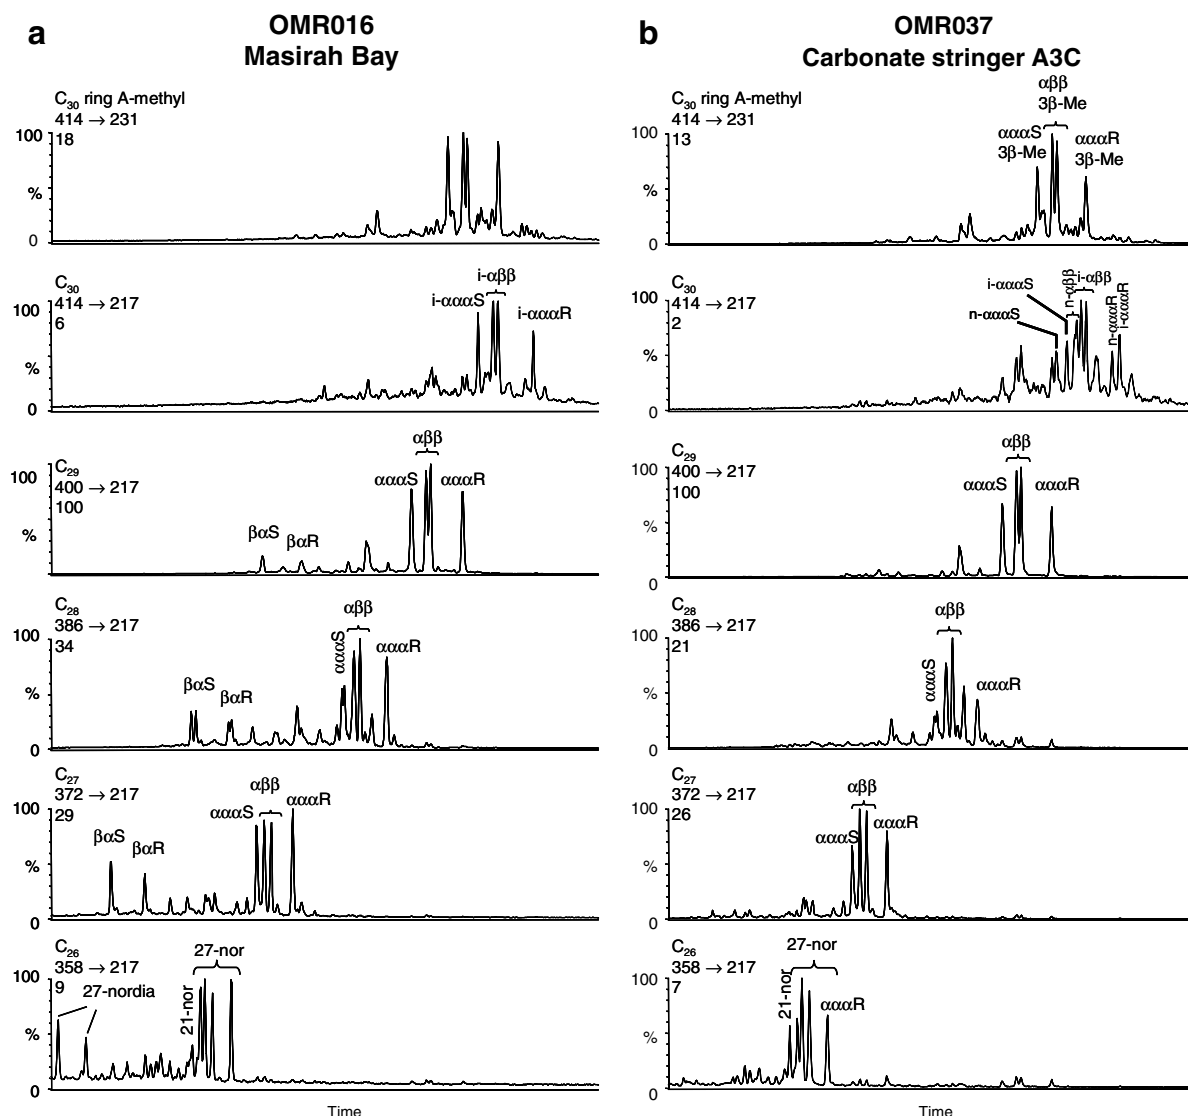 a
OMR016
Masirah Bay
C₃₀ ring A-methyl
414 → 231
18
100
%
0
C₃₀
414 → 217
6
i-αααS
i-αββ
i-αααR
100
%
0
C₂₉
400 → 217
100
βαS
βαR
αααS
αββ
αααR
100
%
C₂₈
386 → 217
34
βαS
βαR
αααS
αββ
αααR
100
%
0
C₂₇
372 → 217
29
βαS
βαR
αααS
αββ
αααR
100
%
0
C₂₆
358 → 217
9
27-nordia
21-nor
27-nor
100
%
0
Time
b
OMR037
Carbonate stringer A3C
C₃₀ ring A-methyl
414 → 231
13
αααS
3β-Me
αββ
3β-Me
αααR
3β-Me
100
%
0
C₃₀
414 → 217
2
i-αααS
n-αααS
n-αββ
i-αββ
n-αααR
i-αααR
100
%
0
C₂₉
400 → 217
100
αααS
αββ
αααR
100
%
0
C₂₈
386 → 217
21
αααS
αββ
αααR
100
%
0
C₂₇
372 → 217
26
αααS
αββ
αααR
100
%
0
C₂₆
358 → 217
7
21-nor
27-nor
αααR
100
%
0
Time